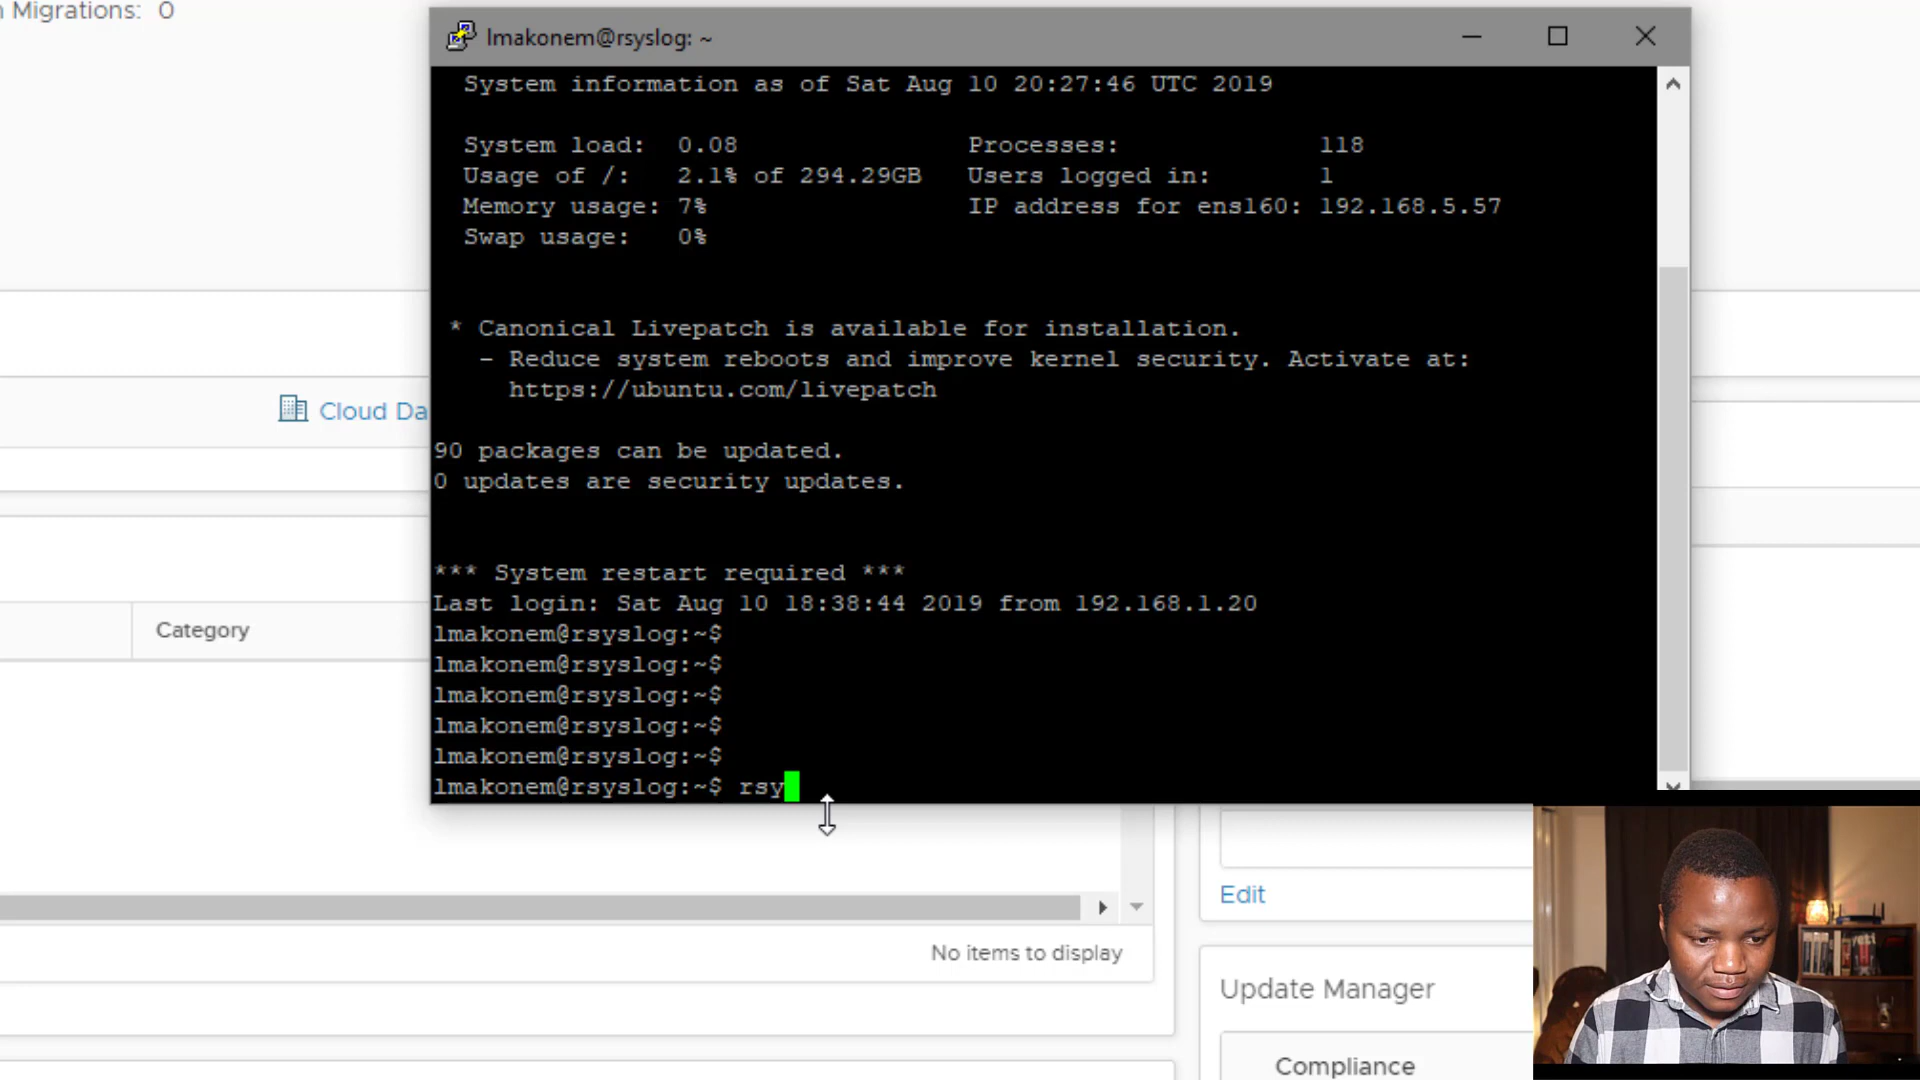 n Migrations: 0
lmakonem@rsyslog: ~
System information as of Sat Aug 10 20:27:46 UTC 2019
System load: 0.08 Processes: 118
Usage of /: 2.1% of 294.29GB Users logged in: 1
Memory usage: 7% IP address for ens160: 192.168.5.57
Swap usage: 0%
* Canonical Livepatch is available for installation.
- Reduce system reboots and improve kernel security. Activate at:
https://ubuntu.com/livepatch
Cloud Da
90 packages can be updated.
0 updates are security updates.
*** System restart required ***
Last login: Sat Aug 10 18:38:44 2019 from 192.168.1.20
Category
lmakonem@rsyslog:~$
lmakonem@rsyslog:~$
lmakonem@rsyslog:~$
lmakonem@rsyslog:~$
lmakonem@rsyslog:~$
lmakonem@rsyslog:~$ rsy
Edit
No items to display
Update Manager
Compliance